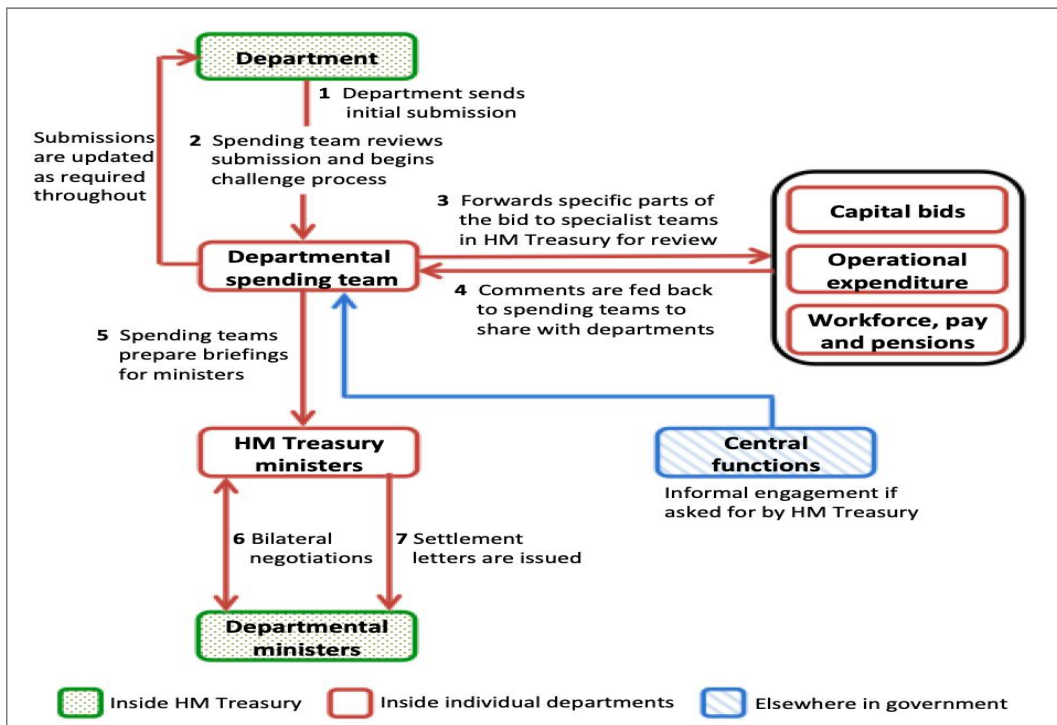 Department
1 Department sends
initial submission
Submissions
are updated
as required
throughout
2 Spending team reviews
submission and begins
challenge process
3 Forwards specific parts of
the bid to specialist teams
in HM Treasury for review
Capital bids
Operational
expenditure
Workforce, pay
and pensions
Departmental
spending team
4 Comments are fed back
to spending teams to
share with departments
5 Spending teams
prepare briefings
for ministers
HM Treasury
ministers
Central
functions
Informal engagement if
asked for by HM Treasury
6 Bilateral
negotiations
7 Settlement
letters are issued
Departmental
ministers
Inside HM Treasury
Inside individual departments
Elsewhere in government